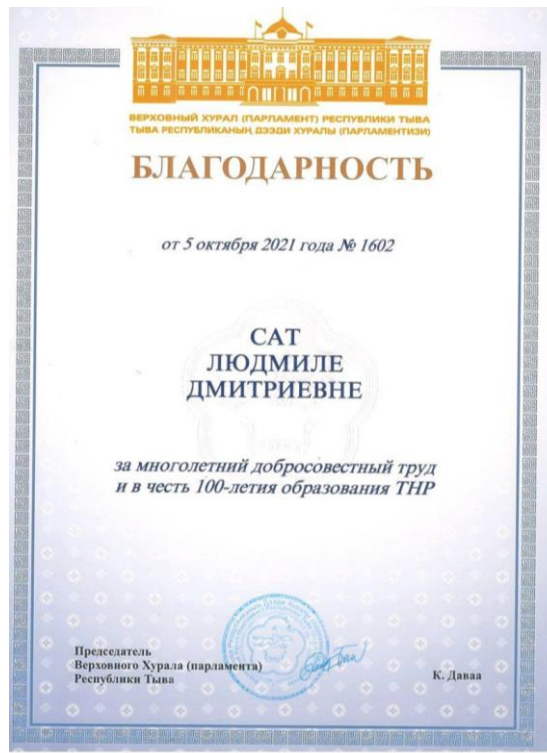 ВЕРХОВНЫЙ ХУРАЛ (ПАРЛАМЕНТ) РЕСПУБЛИКИ ТЫВА
ТЫВА РЕСПУБЛИКАНЫҢ ДЭЭДИ ХУРАЛЫ (ПАРЛАМЕНТИЗИ)
БЛАГОДАРНОСТЬ
от 5 октября 2021 года № 1602
САТ
ЛЮДМИЛЕ
ДМИТРИЕВНЕ
за многолетний добросовестный труд
и в честь 100-летия образования ТНР
Председатель
Верховного Хурала (парламента)
Республики Тыва
К. Даваа